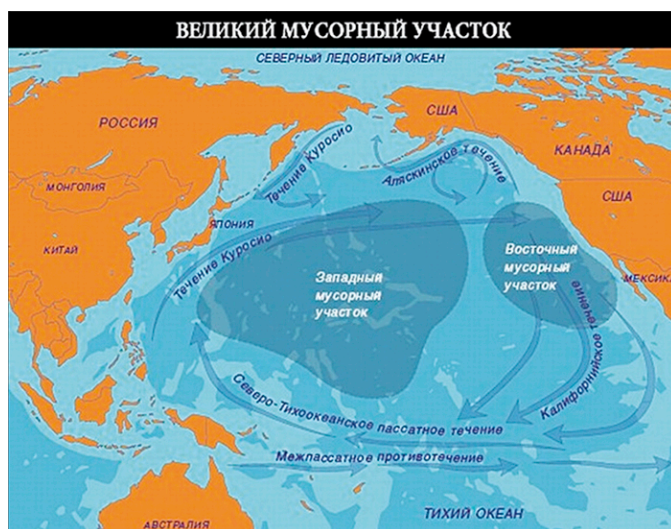 ВЕЛИКИЙ МУСОРНЫЙ УЧАСТОК
СЕВЕРНЫЙ ЛЕДОВИТЫЙ ОКЕАН
РОССИЯ
США
КАНАДА
Течение Куросио
Аляскинское течение
МОНГОЛИЯ
США
ЯПОНИЯ
КИТАЙ
Течение Куросио
Западный
мусорный
участок
Восточный
мусорный
участок
МЕКСИКА
Калифорнийское течение
Северо-Тихоокеанское пассатное течение
Межпассатное противотечение
ТИХИЙ ОКЕАН
АВСТРАЛИЯ